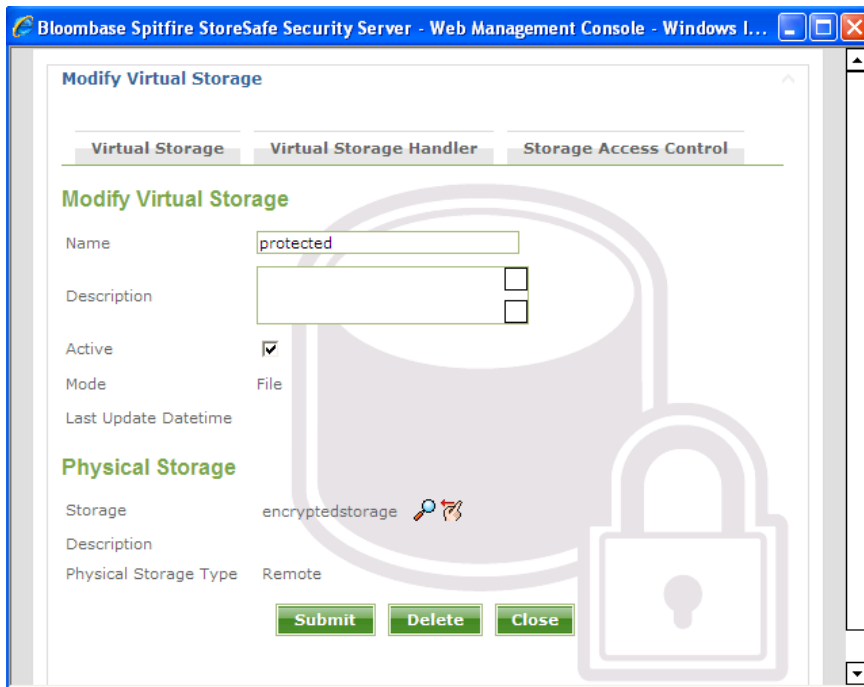 Bloombase Spitfire StoreSafe Security Server - Web Management Console - Windows I...
Modify Virtual Storage
Virtual Storage Virtual Storage Handler Storage Access Control
Modify Virtual Storage
Name protected
Description
Active
Mode File
Last Update Datetime
Physical Storage
Storage encryptedstorage
Description
Physical Storage Type Remote
Submit Delete Close